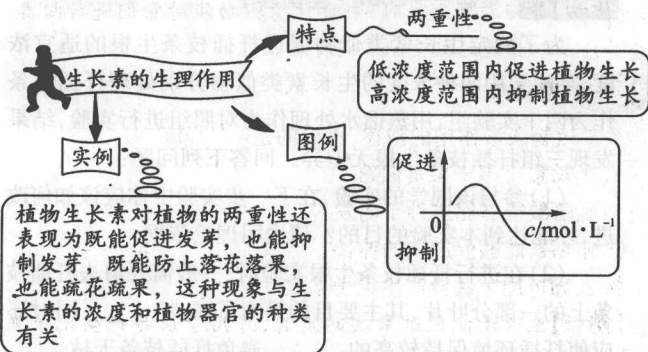 特点
两重性
低浓度范围内促进植物生长
高浓度范围内抑制植物生长
生长素的生理作用
实例
图例
植物生长素对植物的两重性还
表现为既能促进发芽，也能抑
制发芽，既能防止落花落果，
也能疏花疏果，这种现象与生
长素的浓度和植物器官的种类
有关
促进
0
c/mol·L⁻¹
抑制